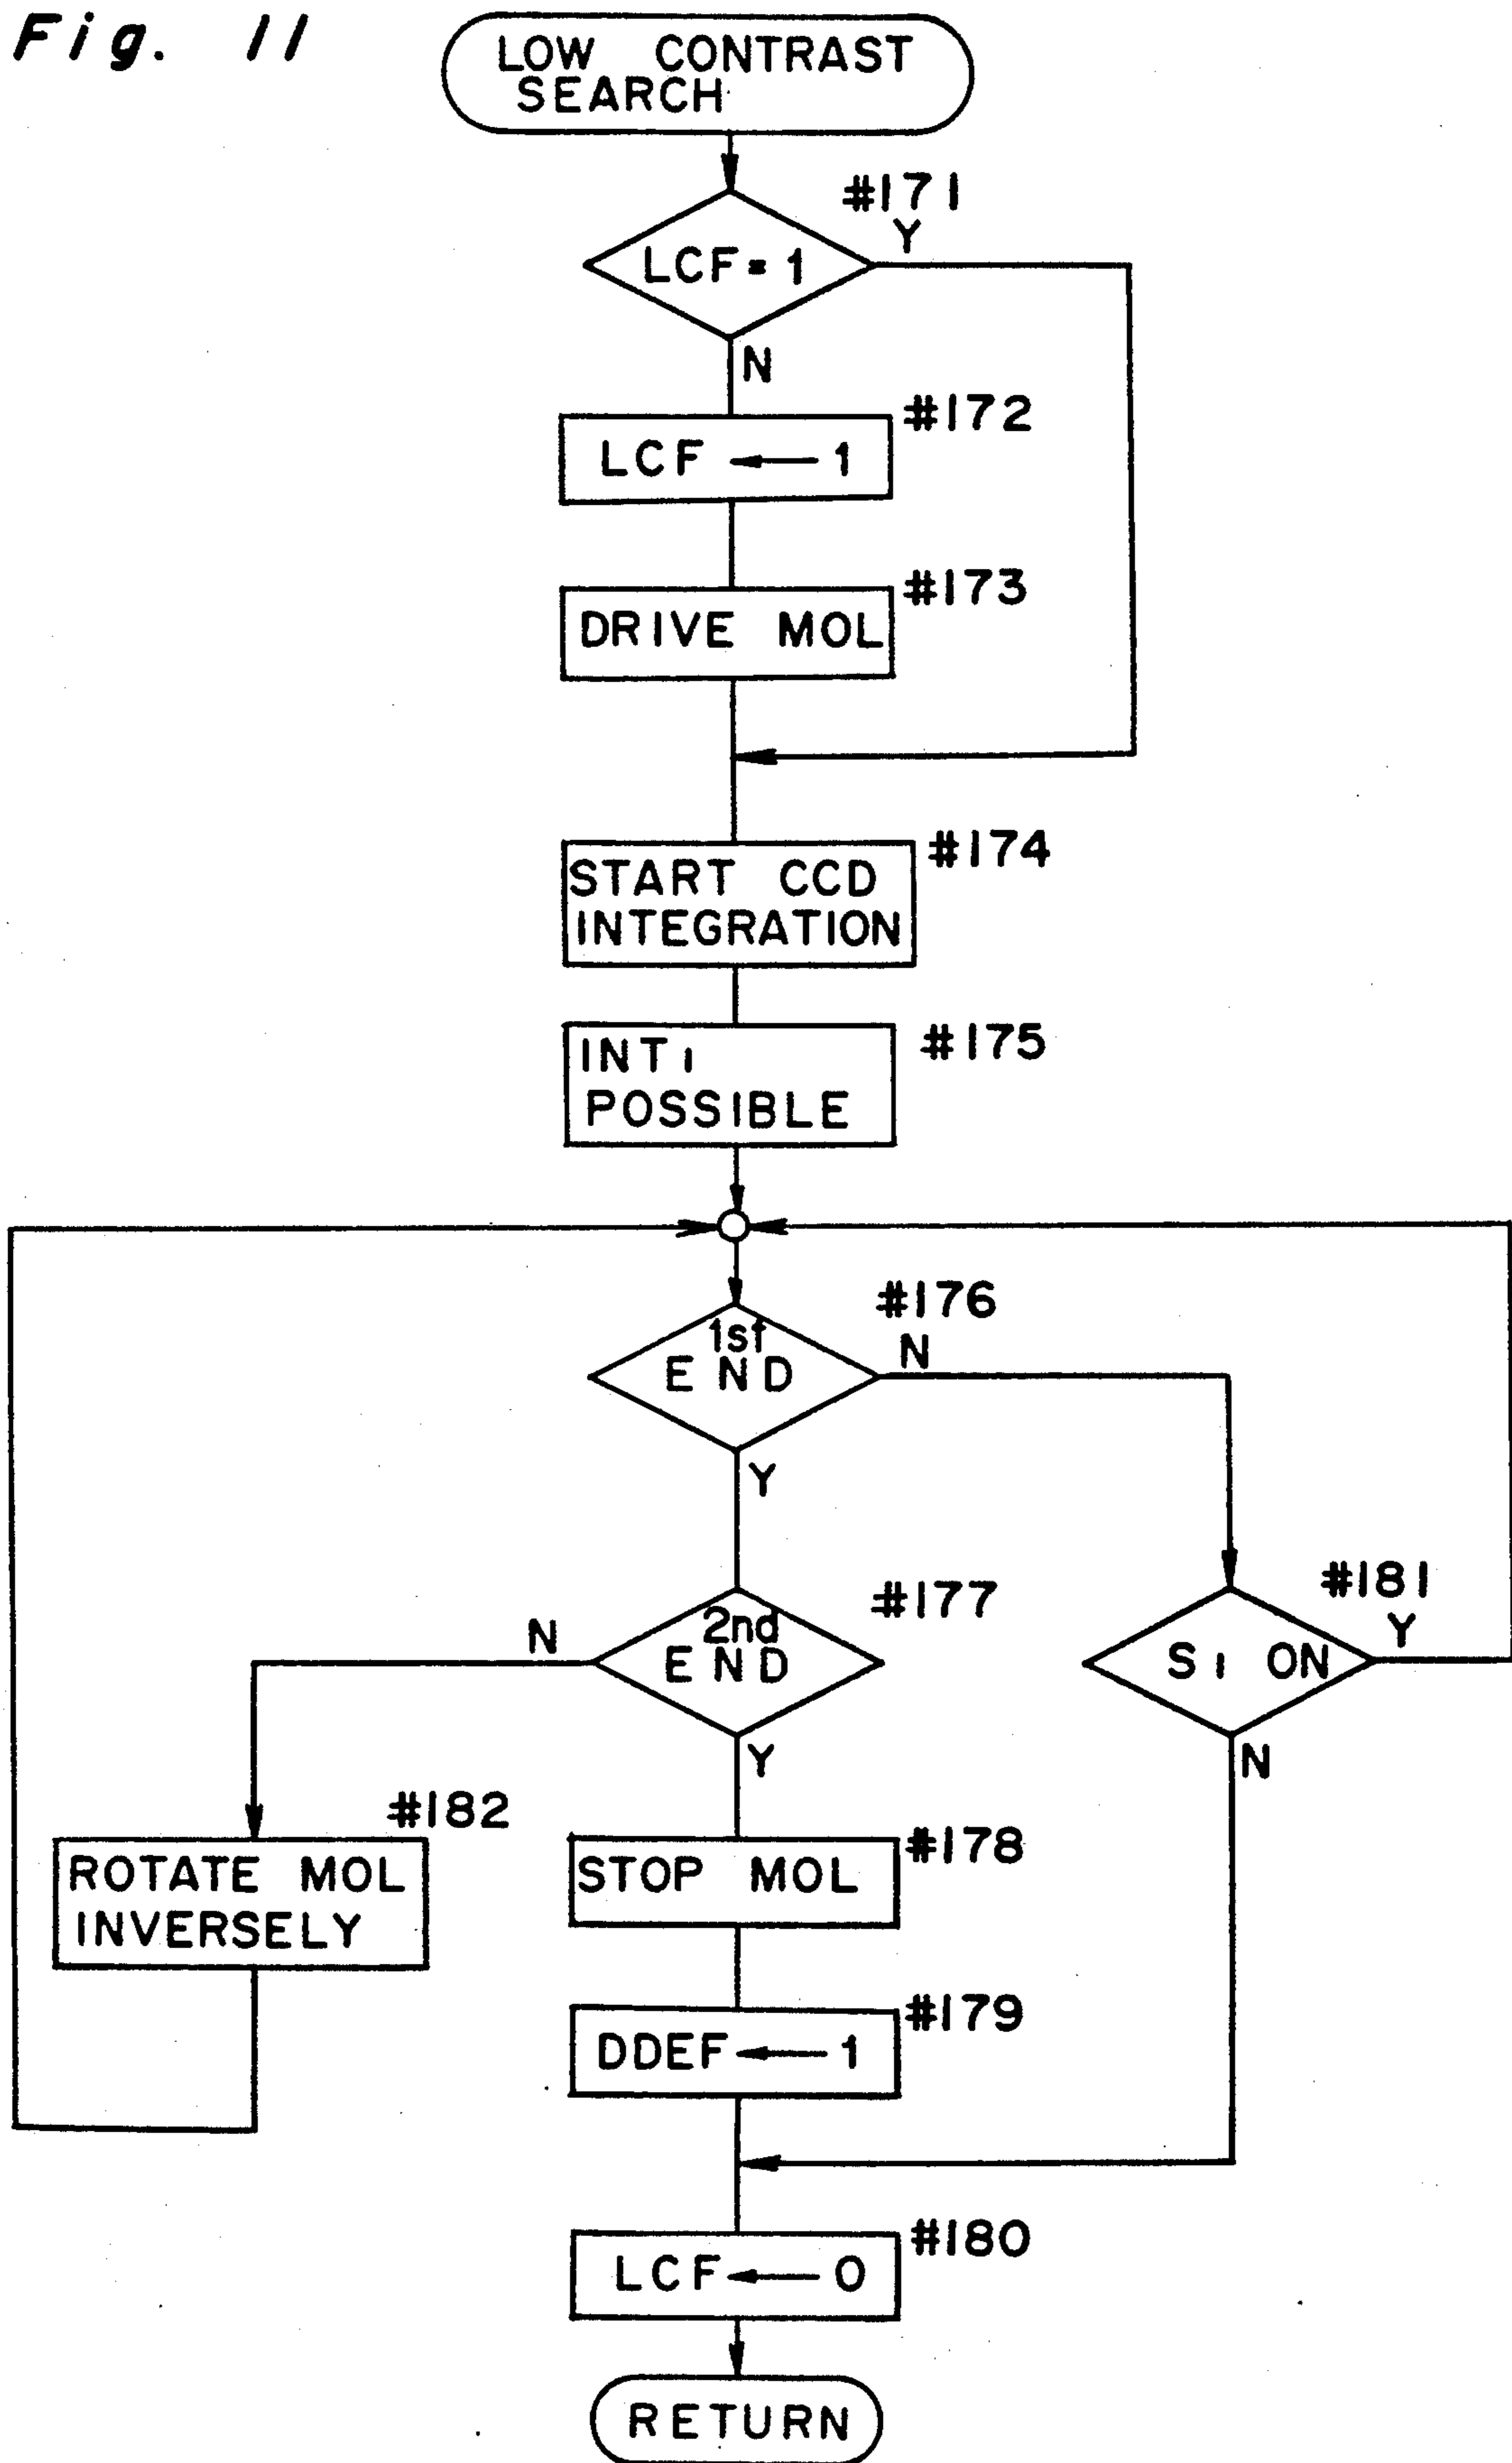 Fig. 11
LOW CONTRAST
SEARCH
#171
Y
LCF = 1
N
#172
LCF ← 1
#173
DRIVE MOL
#174
START CCD
INTEGRATION
#175
INT1
POSSIBLE
#176
1st
END
N
Y
#177
2nd
END
N
Y
#181
S1 ON
Y
N
#182
ROTATE MOL
INVERSELY
#178
STOP MOL
#179
DDEF ← 1
#180
LCF ← 0
RETURN